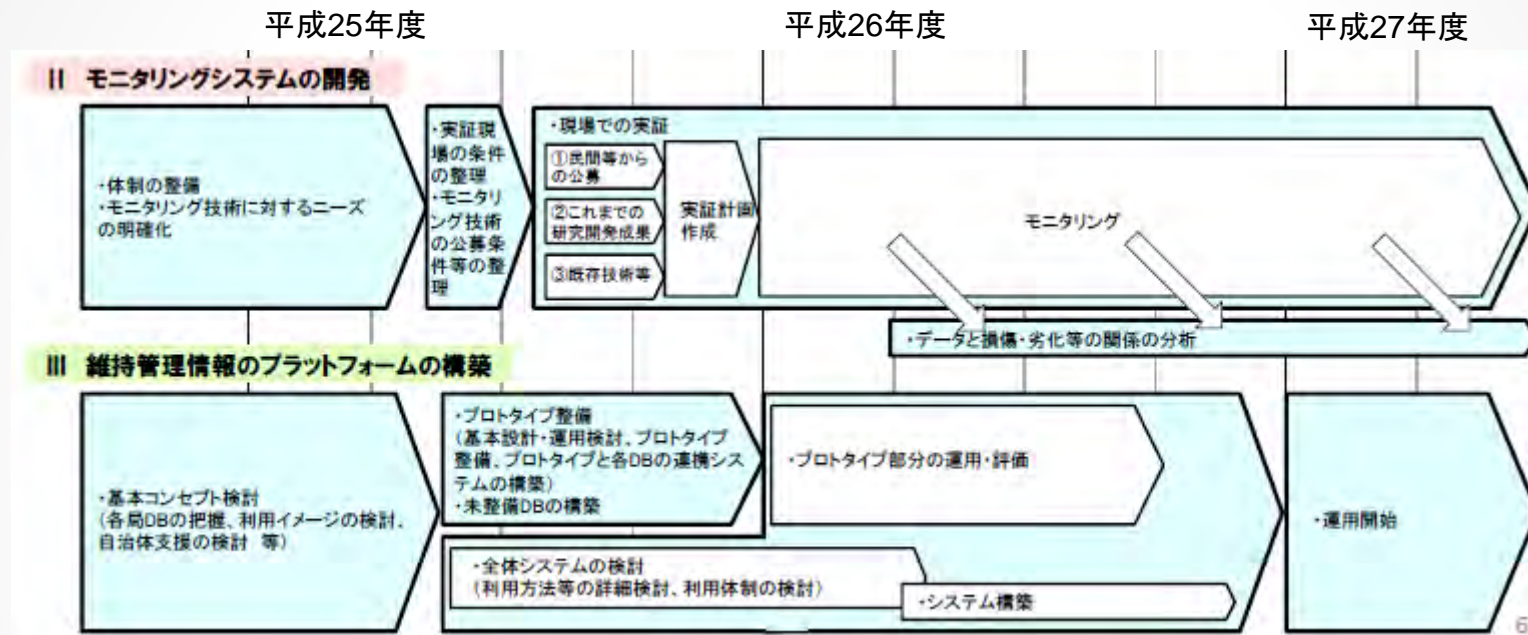 平成25年度
平成26年度
平成27年度
II モニタリングシステムの開発
・体制の整備
・モニタリング技術に対するニーズ
の明確化
・実証現
場の条件
の整理
・モニタリ
ング技術
の公募条
件等の整
理
・現場での実証
①民間等から
の公募
②これまでの
研究開発成果
③既存技術等
実証計画
作成
モニタリング
・データと損傷・劣化等の関係の分析
III 維持管理情報のプラットフォームの構築
・基本コンセプト検討
(各局DBの把握、利用イメージの検討、
自治体支援の検討 等)
・プロトタイプ整備
(基本設計・運用検討、プロトタイプ
整備、プロトタイプと各DBの連携シス
テムの構築)
・未整備DBの構築
・プロトタイプ部分の運用・評価
・全体システムの検討
(利用方法等の詳細検討、利用体制の検討)
・システム構築
・運用開始
6